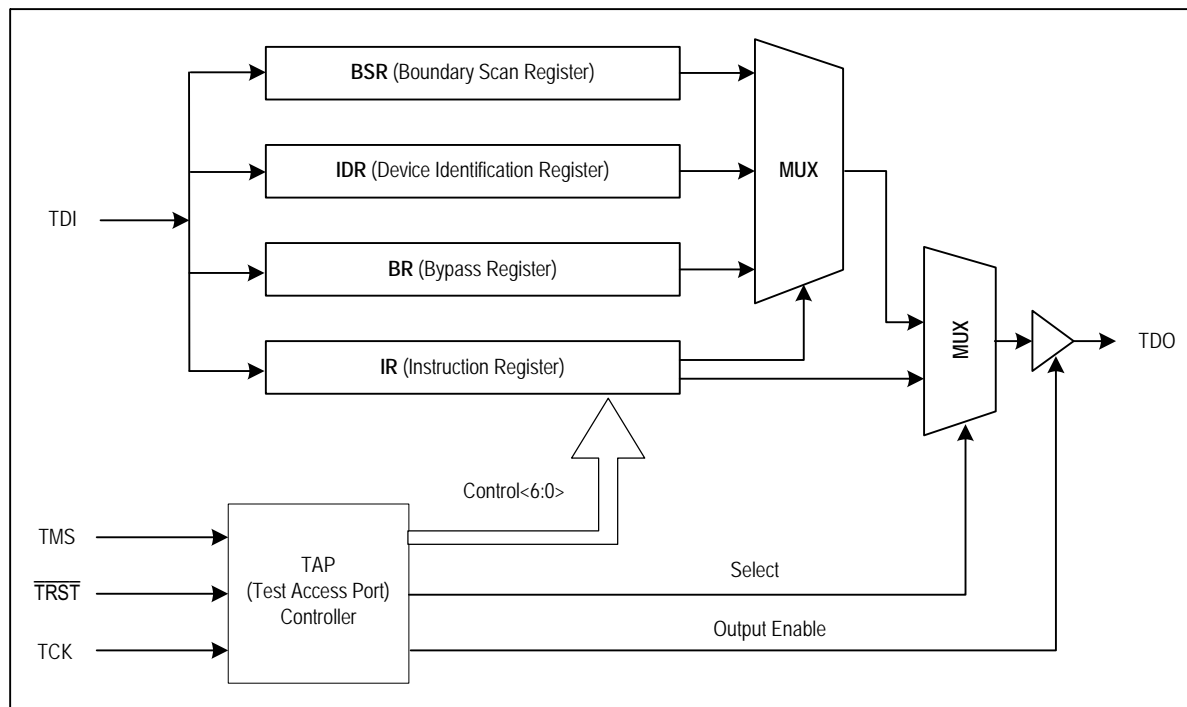 BSR (Boundary Scan Register)
IDR (Device Identification Register)
MUX
TDI
BR (Bypass Register)
MUX
TDO
IR (Instruction Register)
Control<6:0>
TMS
TAP
(Test Access Port)
Controller
TRST
Select
TCK
Output Enable